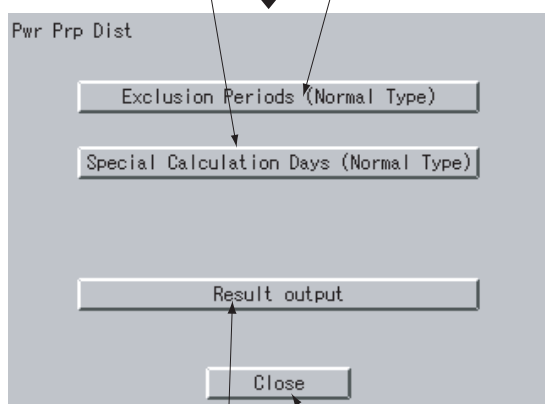 Pwr Prp Dist
Exclusion Periods (Normal Type)
Special Calculation Days (Normal Type)
Result output
Close